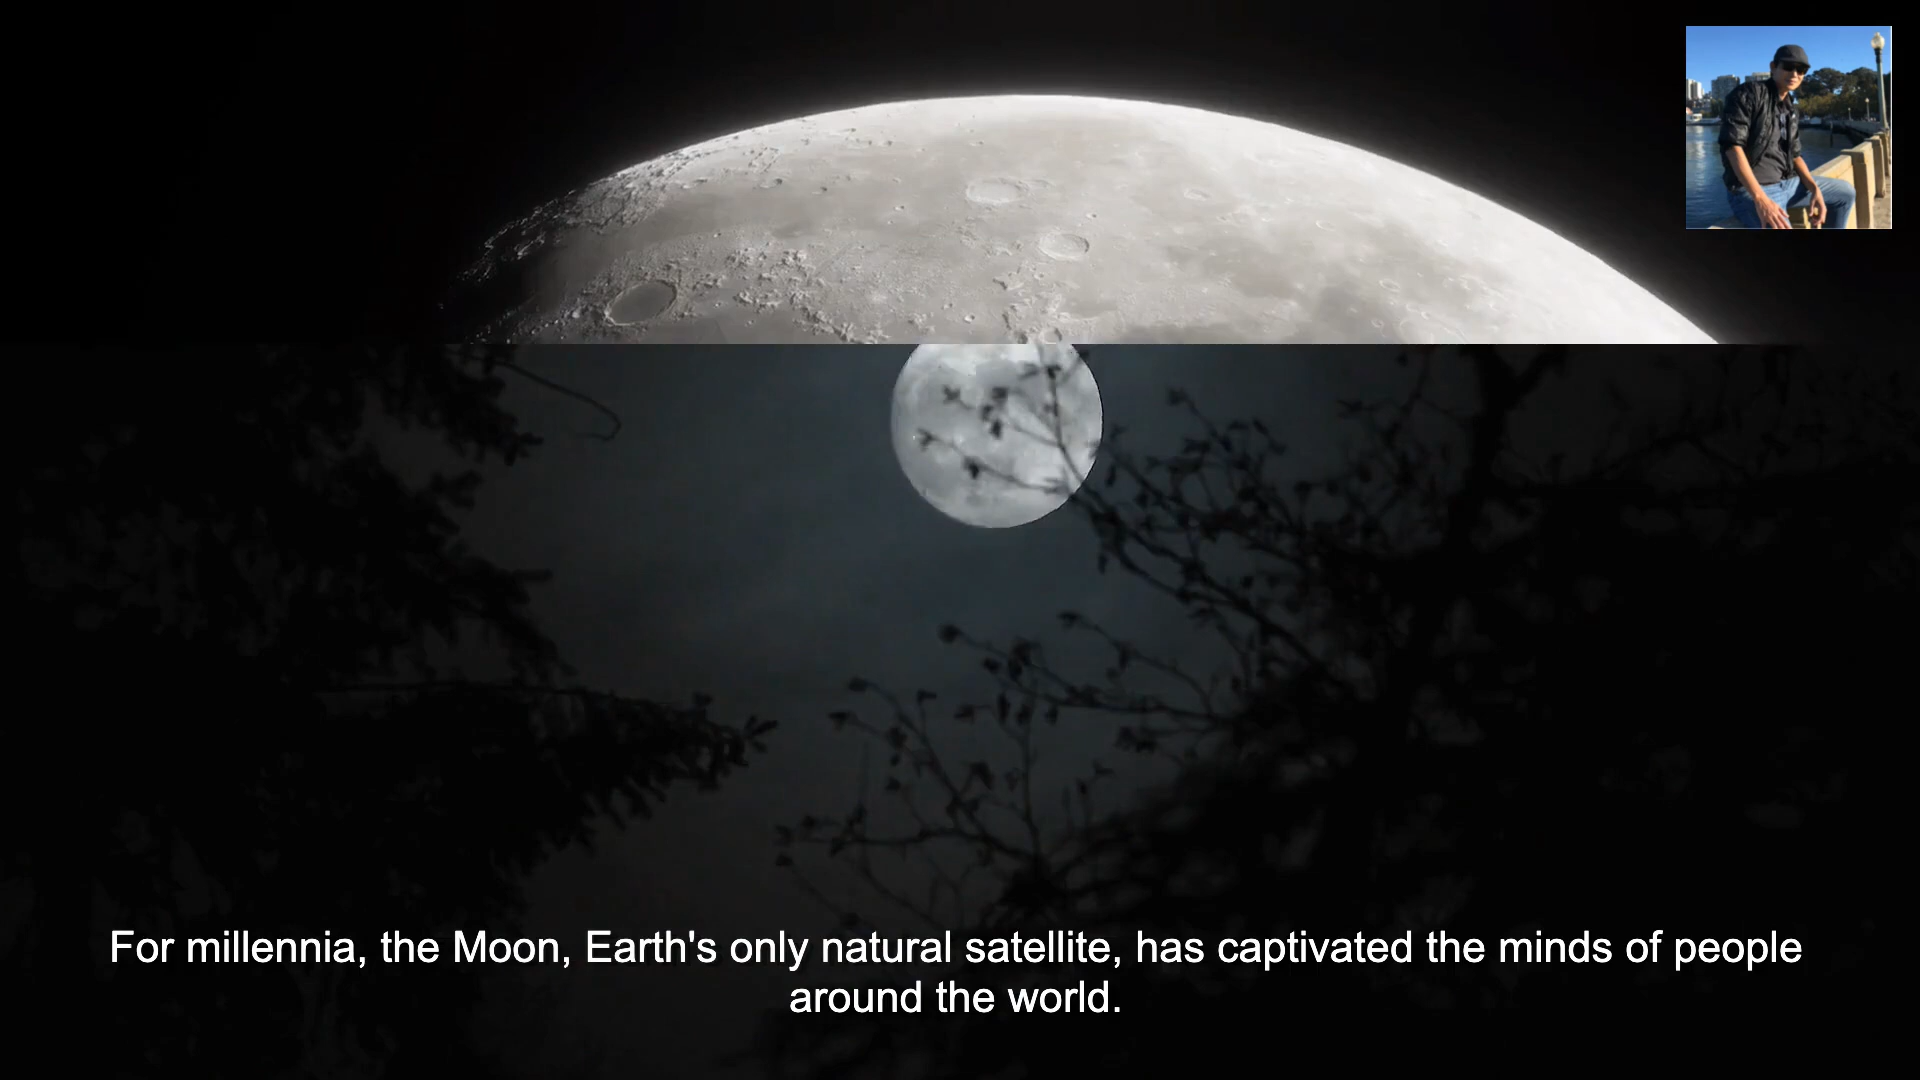 For millennia, the Moon, Earth's only natural satellite, has captivated the minds of people
around the world.